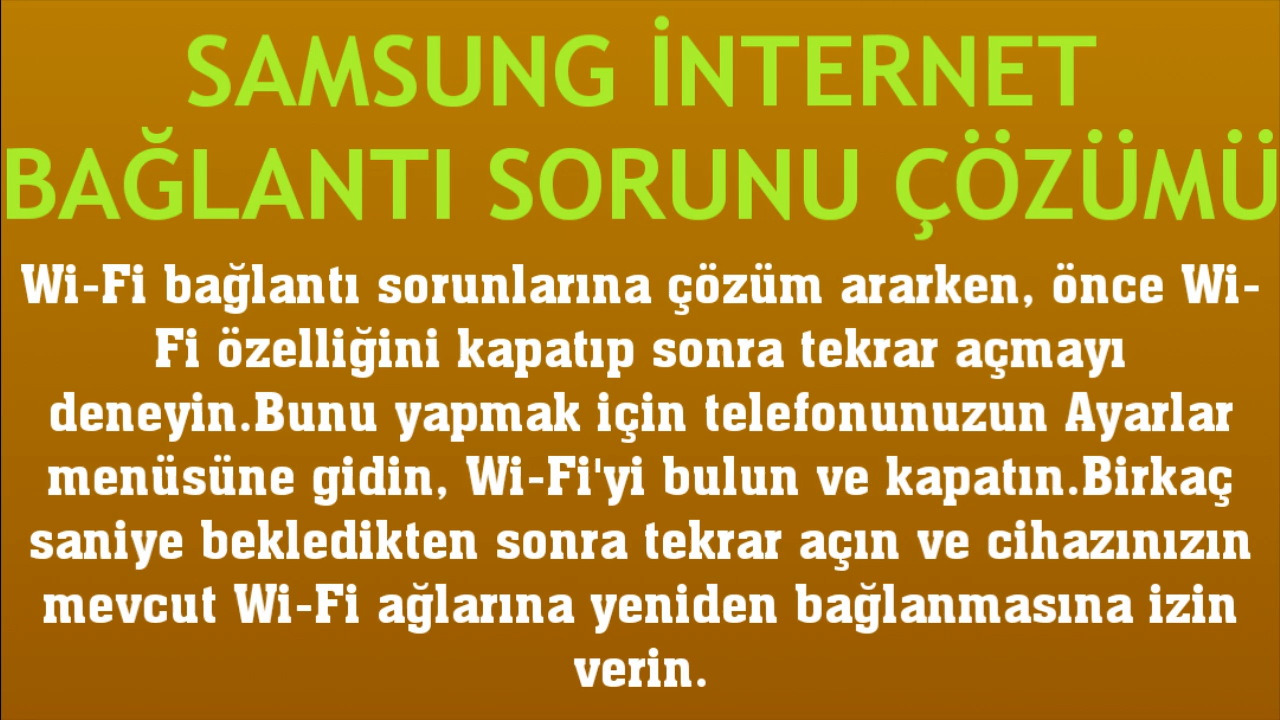 SAMSUNG İNTERNET
BAĞLANTI SORUNU ÇÖZÜMÜ
Wi-Fi bağlantı sorunlarına çözüm ararken, önce Wi-
Fi özelliğini kapatıp sonra tekrar açmayı
deneyin.Bunu yapmak için telefonunuzun Ayarlar
menüsüne gidin, Wi-Fi'yi bulun ve kapatın.Birkaç
saniye bekledikten sonra tekrar açın ve cihazınızın
mevcut Wi-Fi ağlarına yeniden bağlanmasına izin
verin.